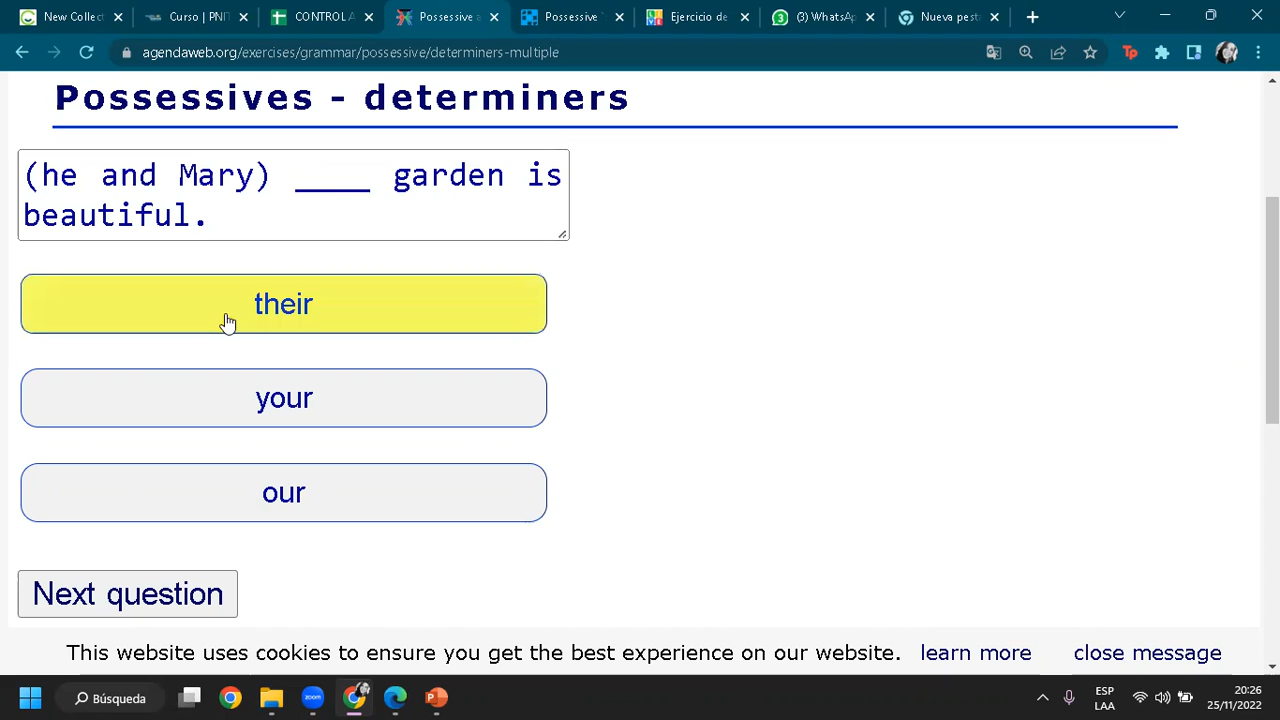 New Collect
Curso | PNIT
CONTROL A
Possessive a
Possessive
Ejercicio de
(3) WhatsAp
Nueva pest
agendaweb.org/exercises/grammar/possessive/determiners-multiple
Possessives - determiners
(he and Mary) ____ garden is
beautiful.
their
your
our
Next question
This website uses cookies to ensure you get the best experience on our website. learn more close message
Búsqueda
zoom
ESP
LAA
20:26
25/11/2022